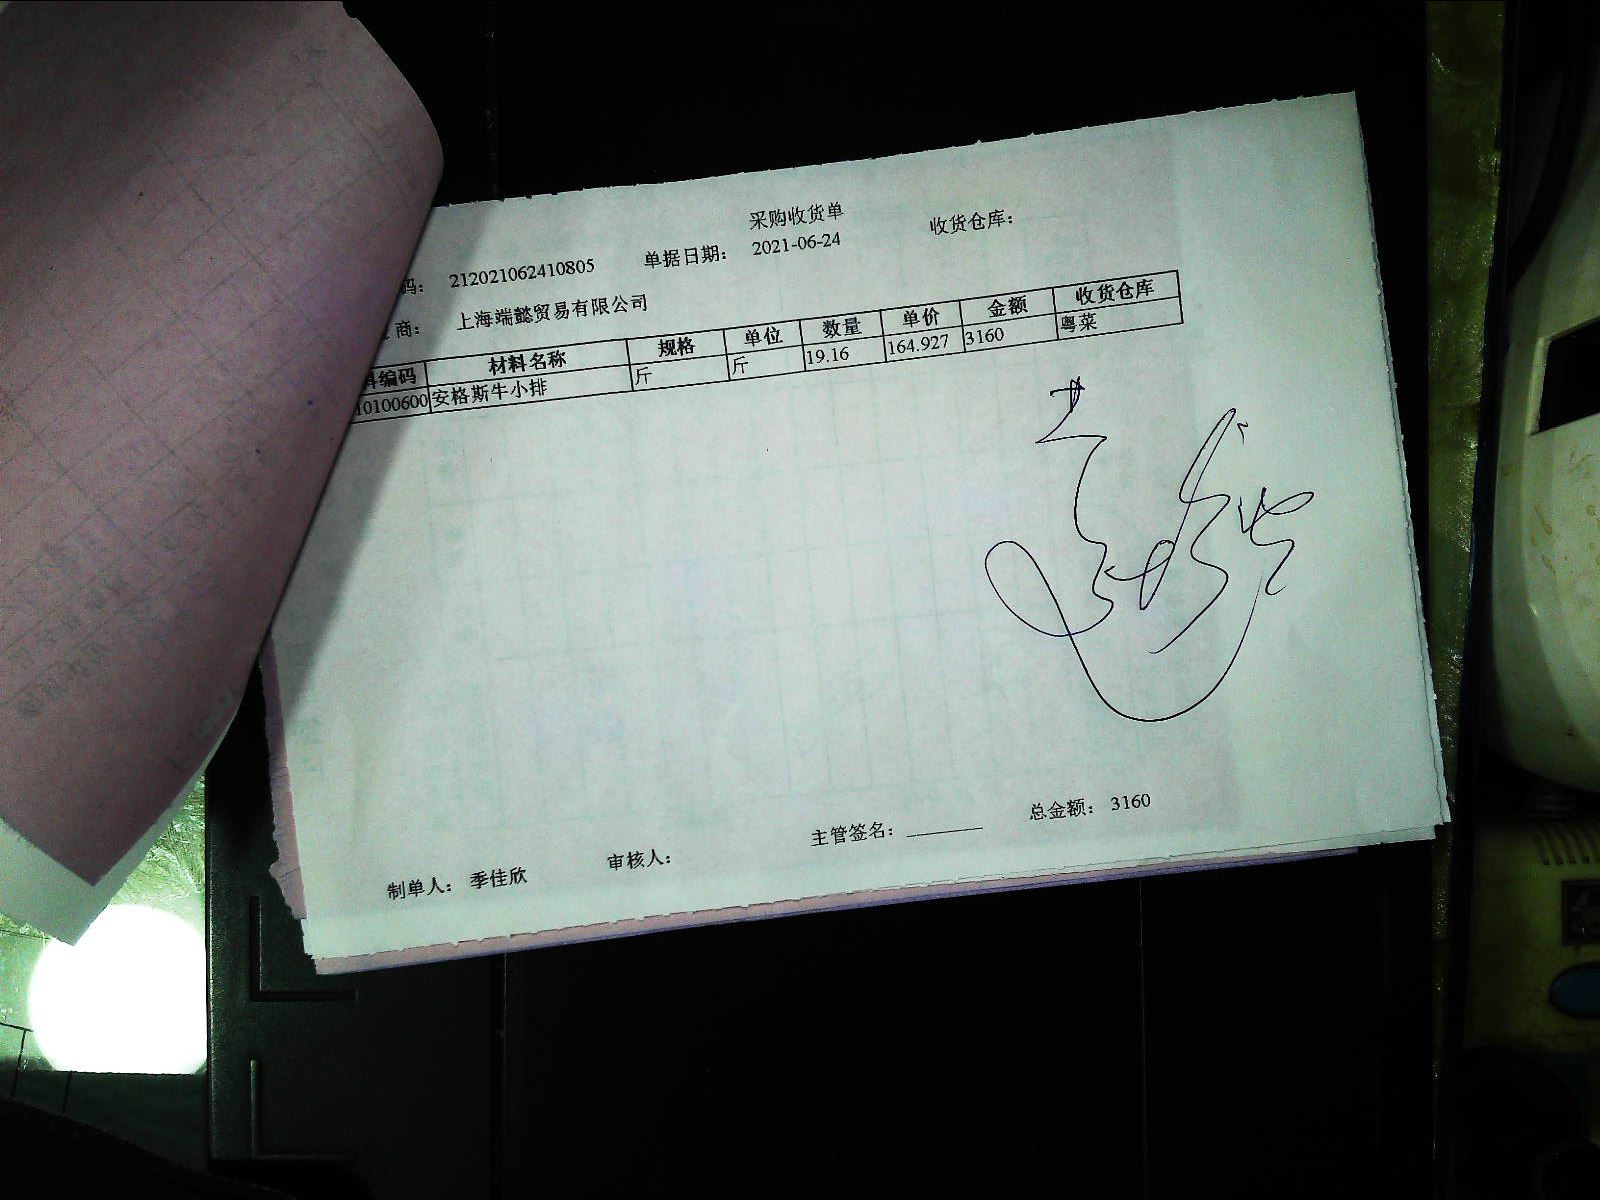 采购收货单
码： 212021062410805 单据日期： 2021-06-24 收货仓库：
商： 上海端懿贸易有限公司
料编码 材料名称 规格 单位 数量 单价 金额 收货仓库
10100600 安格斯牛小排 斤 斤 19.16 164.927 3160 粤菜
制单人： 季佳欣 审核人： 主管签名： 总金额： 3160